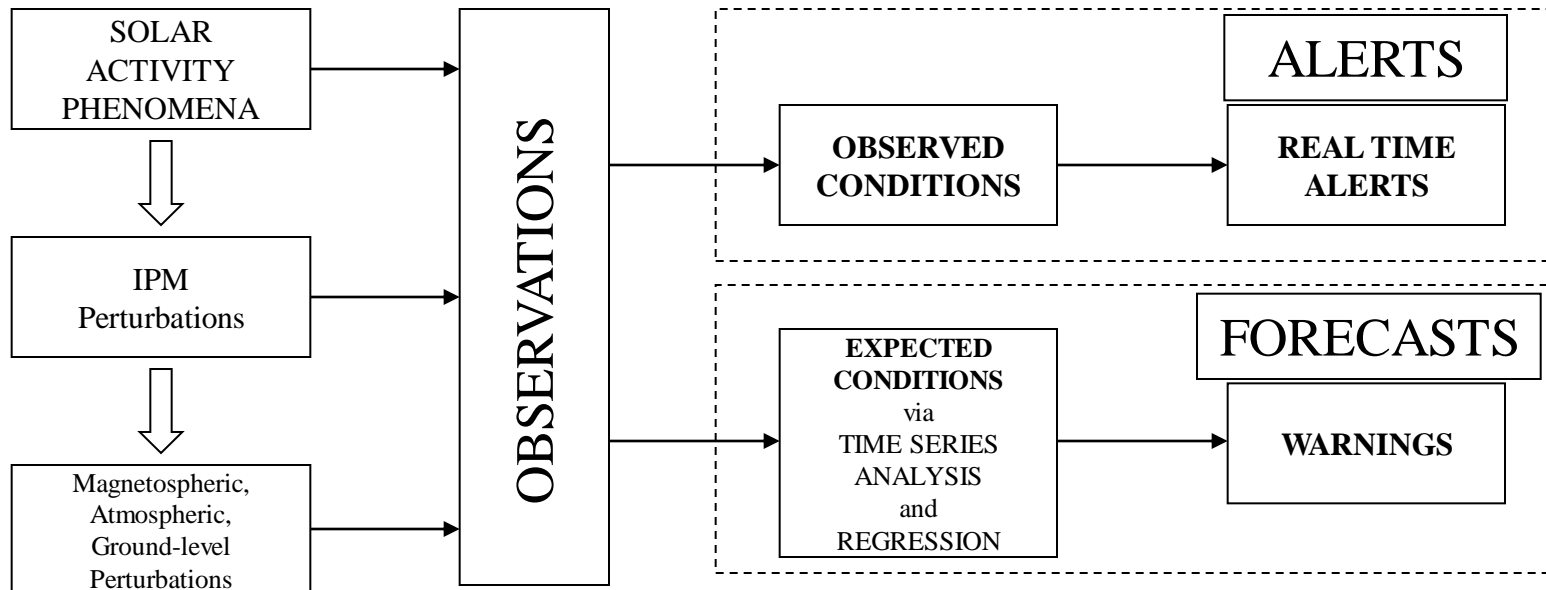 SOLAR
ACTIVITY
PHENOMENA
IPM
Perturbations
Magnetospheric,
Atmospheric,
Ground-level
Perturbations
OBSERVATIONS
ALERTS
OBSERVED
CONDITIONS
REAL TIME
ALERTS
FORECASTS
EXPECTED
CONDITIONS
via
TIME SERIES
ANALYSIS
and
REGRESSION
WARNINGS